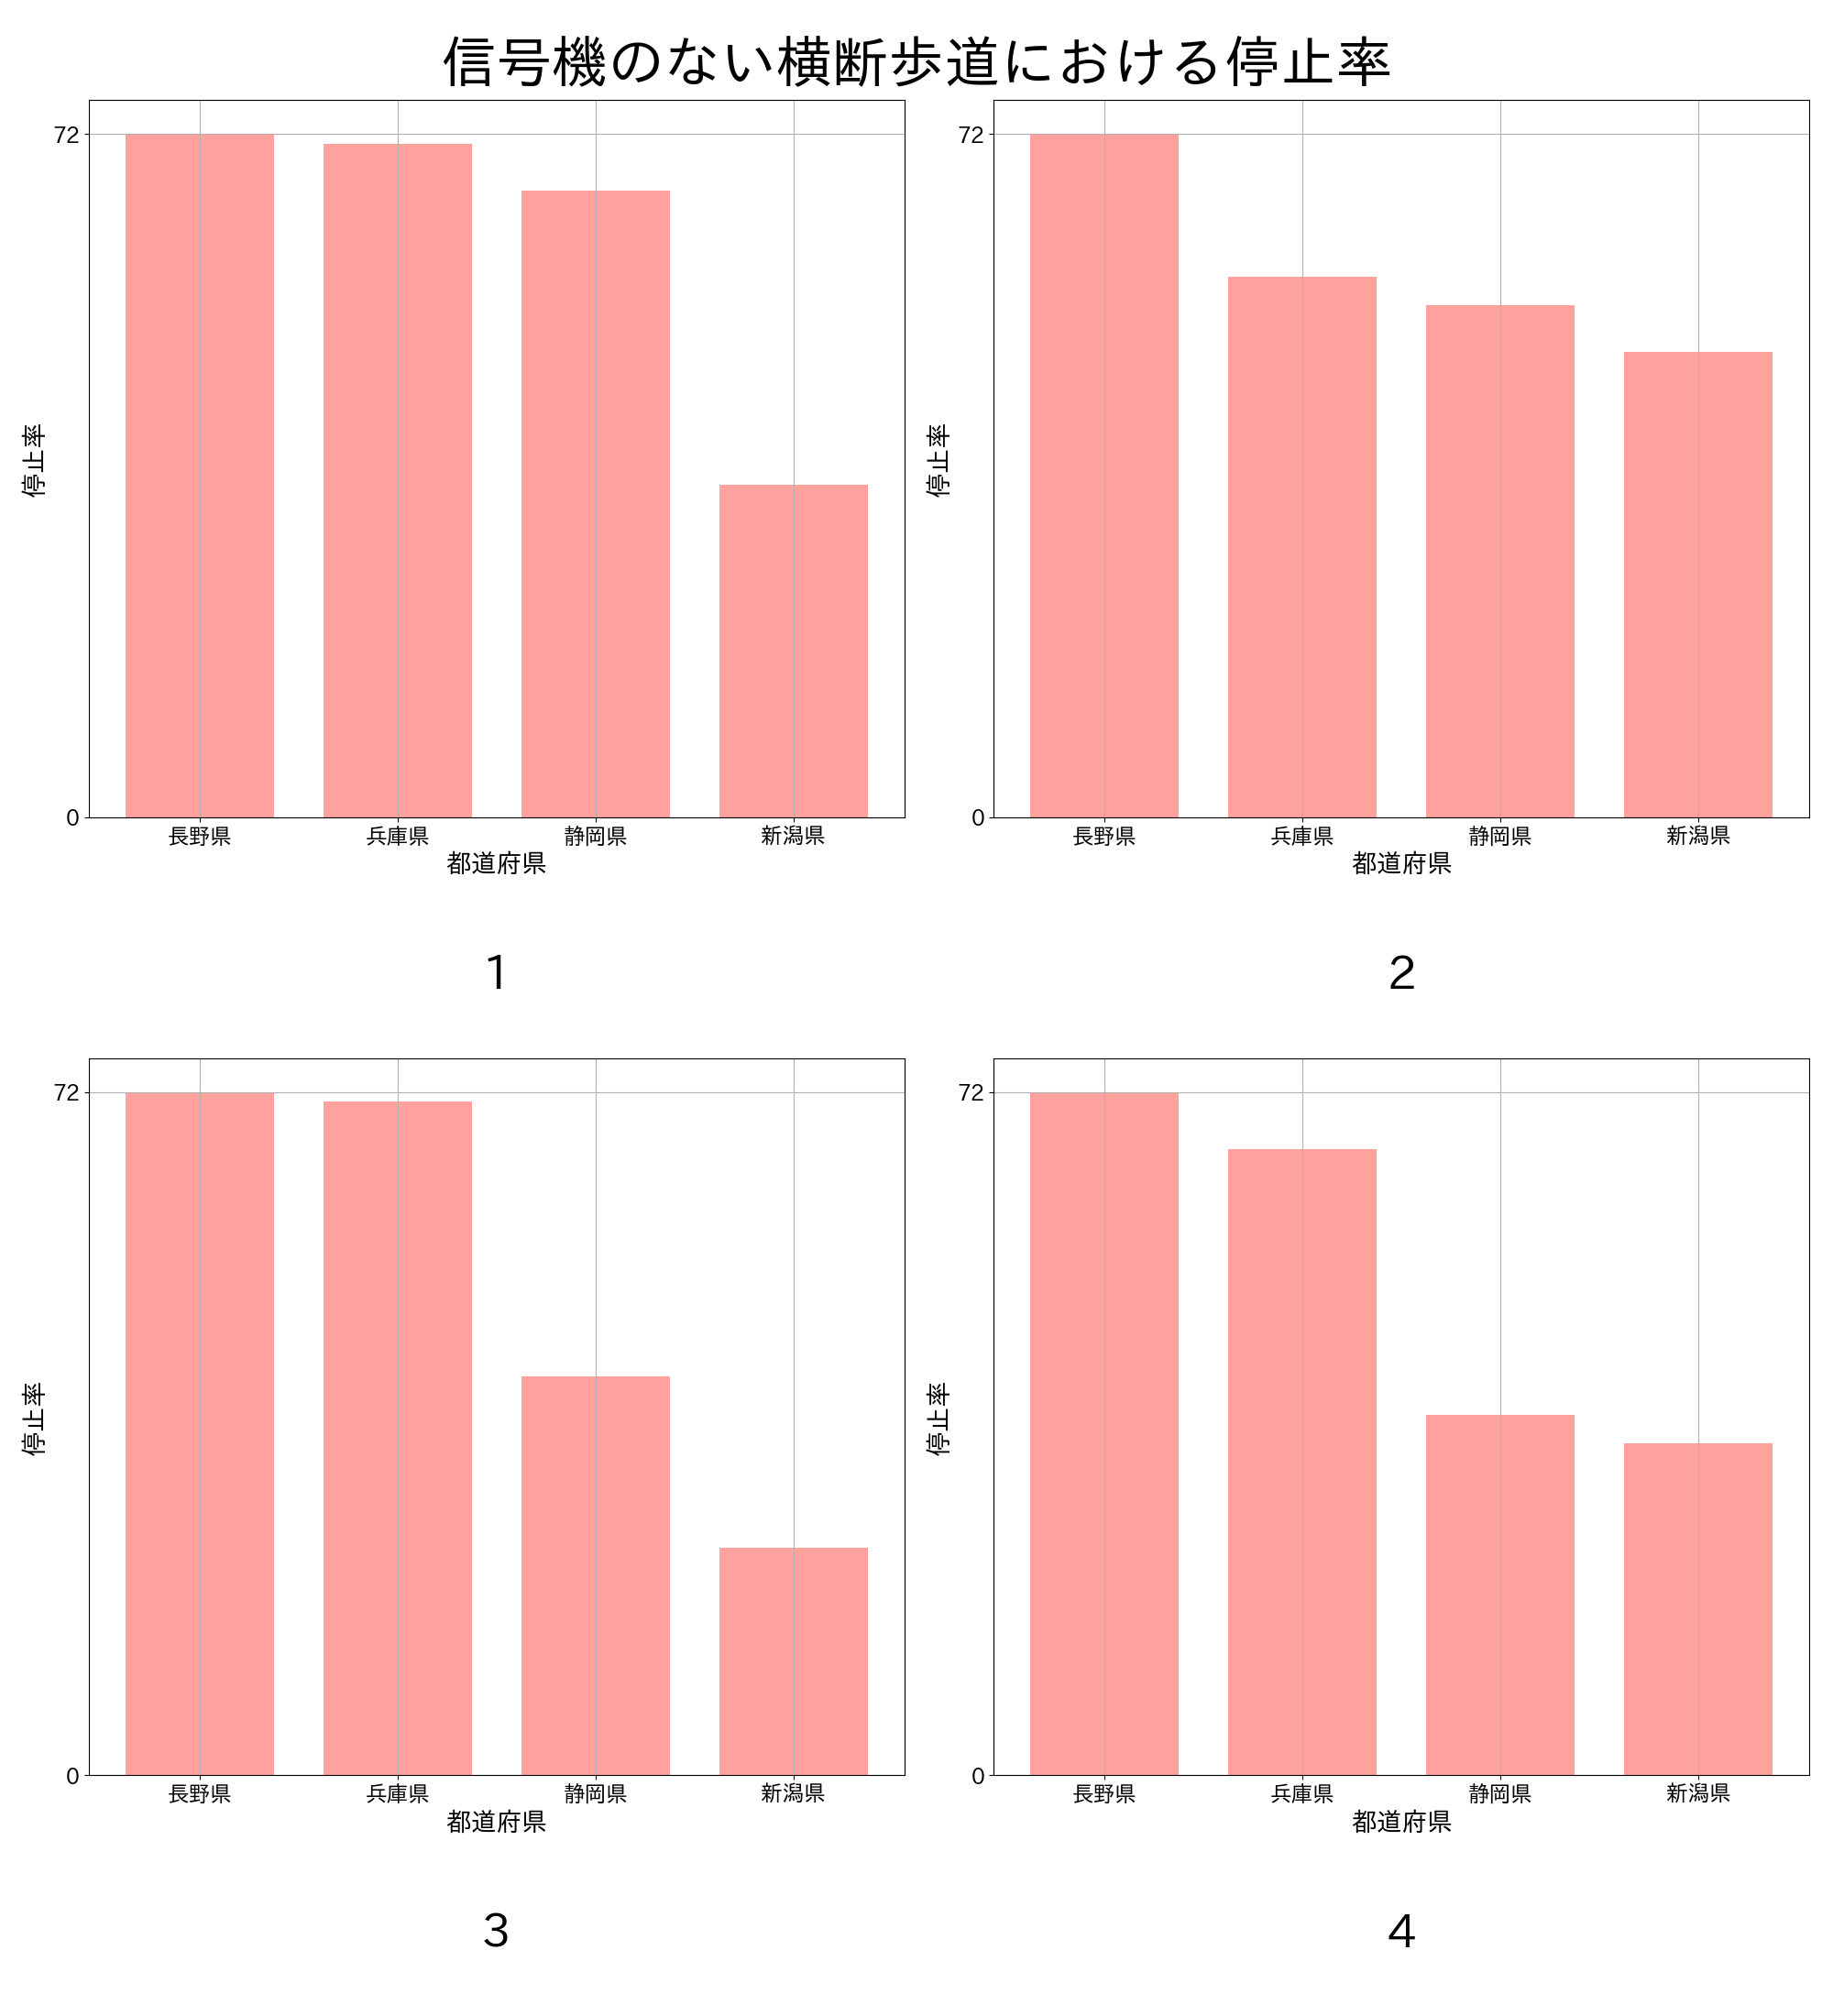 信号機のない横断歩道における停止率
72
0
停止率
長野県 兵庫県 静岡県 新潟県
都道府県
1
72
0
停止率
長野県 兵庫県 静岡県 新潟県
都道府県
2
72
0
停止率
長野県 兵庫県 静岡県 新潟県
都道府県
3
72
0
停止率
長野県 兵庫県 静岡県 新潟県
都道府県
4